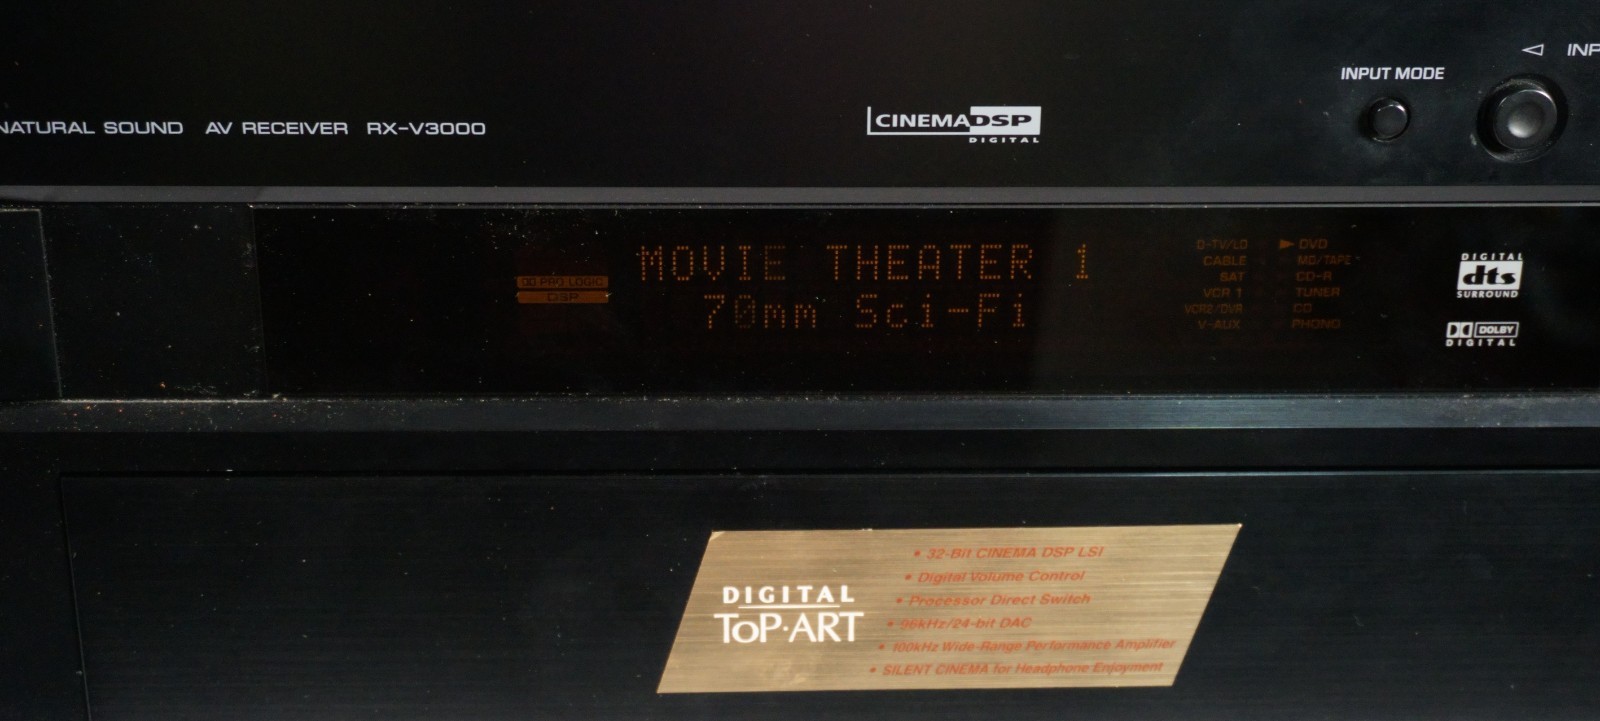 INPUT MODE
NATURAL SOUND AV RECEIVER RX-V3000
CINEMA DSP
DIGITAL
MOVIE THEATER 1
70mm Sci-Fi
PRO LOGIC
DSP
D-TV/LD DVD
CABLE MD/TAPE
SAT CD-R
VCR 1 TUNER
VCR2/DVR CD
V-AUX PHONO
DIGITAL
dts
SURROUND
DOLBY
DIGITAL
DIGITAL
ToP·ART
• 32-Bit CINEMA DSP LSI
• Digital Volume Control
• Processor Direct Switch
• 96kHz/24-bit DAC
• 100kHz Wide-Range Performance Amplifier
• SILENT CINEMA for Headphone Enjoyment